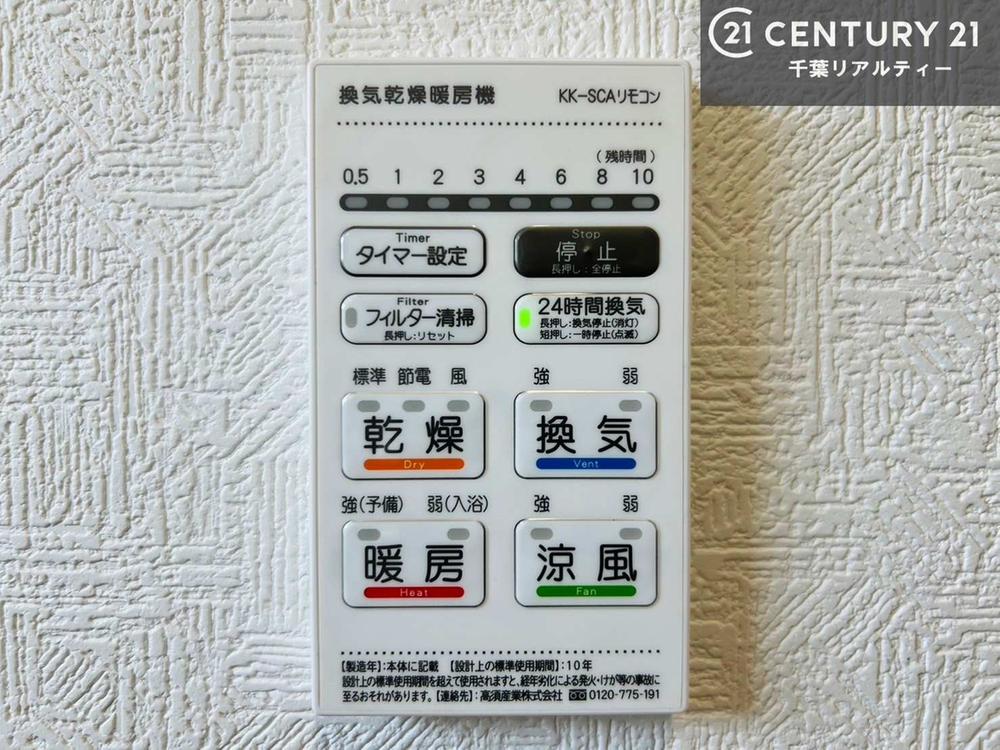 21 CENTURY 21
千葉リアルティー
換気乾燥暖房機 KK-SCAリモコン
(残時間)
0.5 1 2 3 4 6 8 10
Timer
タイマー設定
Stop
停・止
長押し:全停止
Filter
フィルター清掃
長押し:リセット
24時間換気
長押し:換気停止(消灯)
短押し:一時停止(点滅)
標準 節電 風
乾燥
Dry
強 弱
換気
Vent
強(予備) 弱(入浴)
暖房
Heat
強 弱
涼風
Fan
【製造年】:本体に記載 【設計上の標準使用期間】:10年
設計上の標準使用期間を超えて使用されますと、経年劣化による発火・けが等の事故に
至るおそれがあります。【連絡先】:高須産業株式会社 0120-775-191